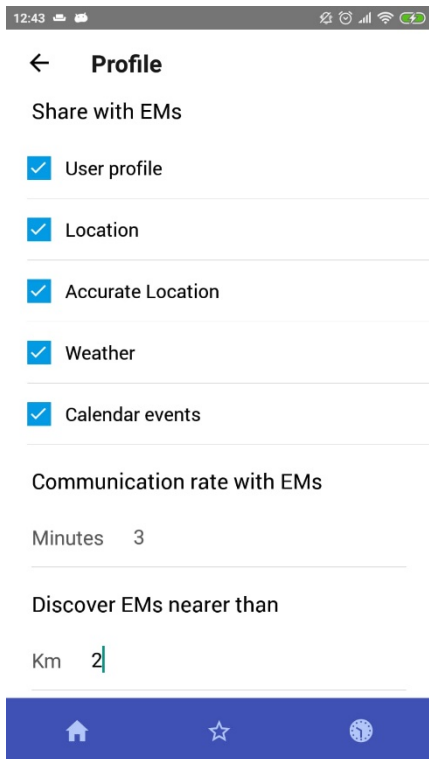 12:43
Profile
Share with EMs
User profile
Location
Accurate Location
Weather
Calendar events
Communication rate with EMs
Minutes 3
Discover EMs nearer than
Km 2